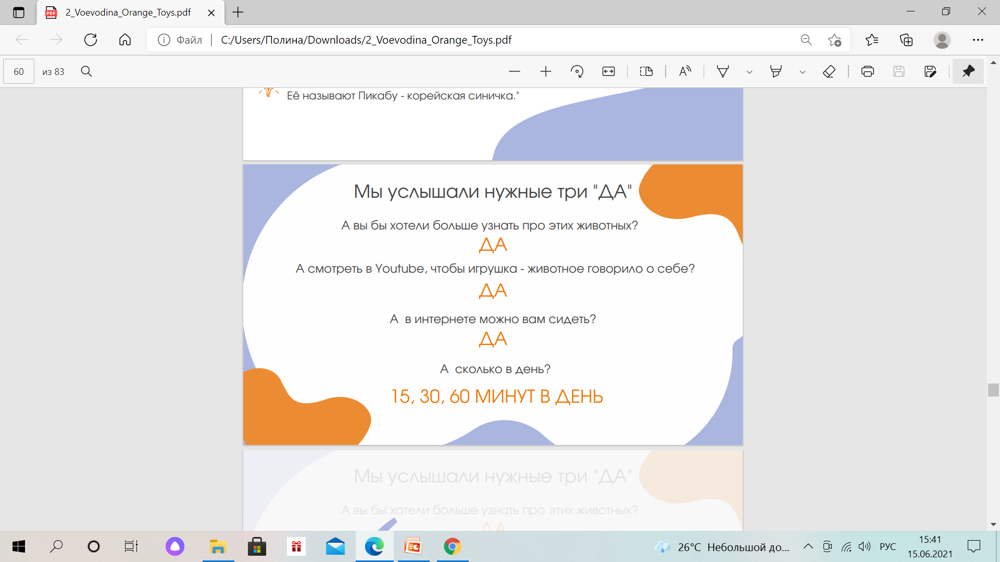 2_Voevodina_Orange_Toys.pdf
Файл
C:/Users/Полина/Downloads/2_Voevodina_Orange_Toys.pdf
60
из 83
Её называют Пикабу - корейская синичка."
Мы услышали нужные три "ДА"
А вы бы хотели больше узнать про этих животных?
ДА
А смотреть в Youtube, чтобы игрушка - животное говорило о себе?
ДА
А в интернете можно вам сидеть?
ДА
А сколько в день?
15, 30, 60 МИНУТ В ДЕНЬ
Мы услышали нужные три "ДА"
А вы бы хотели больше узнать про этих животных?
ДА
26°C Небольшой до...
РУС
15:41
15.06.2021